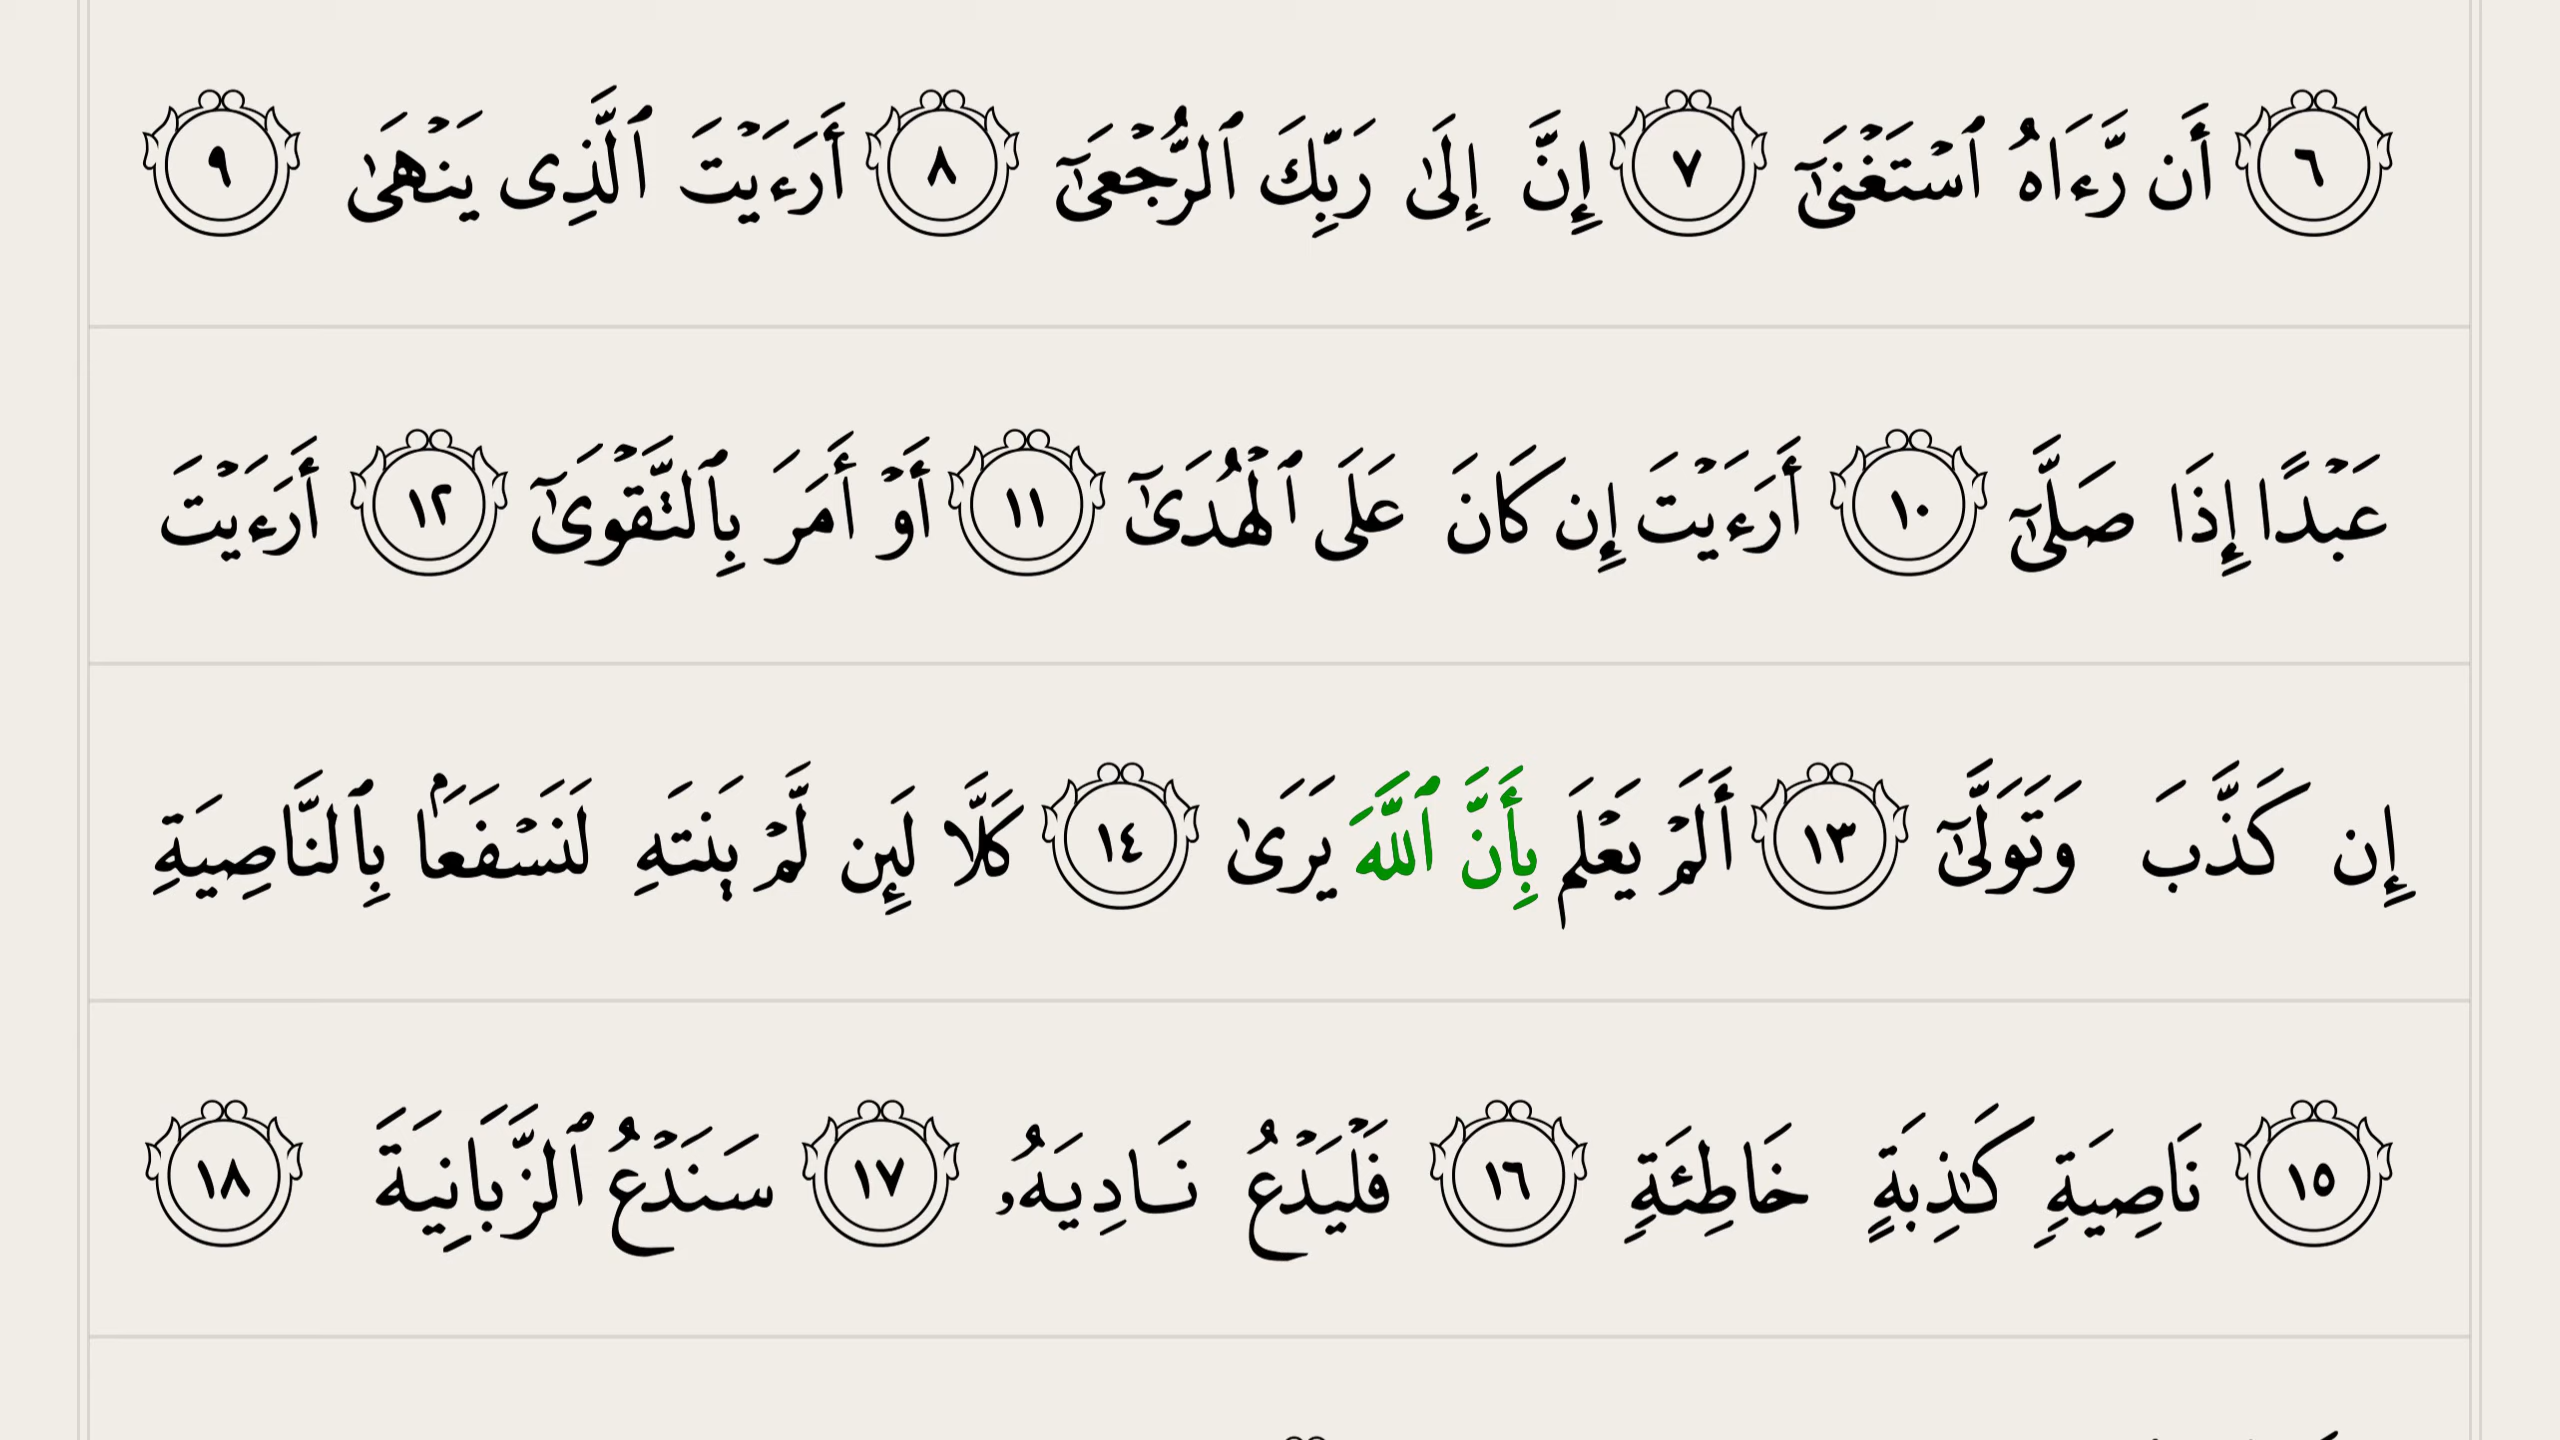 ٦ أَن رَّءَاهُ ٱسۡتَغۡنَىٰٓ ٧ إِنَّ إِلَىٰ رَبِّكَ ٱلرُّجۡعَىٰٓ ٨ أَرَءَيۡتَ ٱلَّذِى يَنۡهَىٰ ٩
عَبۡدًا إِذَا صَلَّىٰٓ ١٠ أَرَءَيۡتَ إِن كَانَ عَلَى ٱلۡهُدَىٰٓ ١١ أَوۡ أَمَرَ بِٱلتَّقۡوَىٰٓ ١٢ أَرَءَيۡتَ
إِن كَذَّبَ وَتَوَلَّىٰٓ ١٣ أَلَمۡ يَعۡلَم بِأَنَّ ٱللَّهَ يَرَىٰ ١٤ كَلَّا لَئِن لَّمۡ يَنتَهِ لَنَسۡفَعَۢا بِٱلنَّاصِيَةِ
١٥ نَاصِيَةٖ كَٰذِبَةٍ خَاطِئَةٖ ١٦ فَلۡيَدۡعُ نَادِيَهُۥ ١٧ سَنَدۡعُ ٱلزَّبَانِيَةَ ١٨